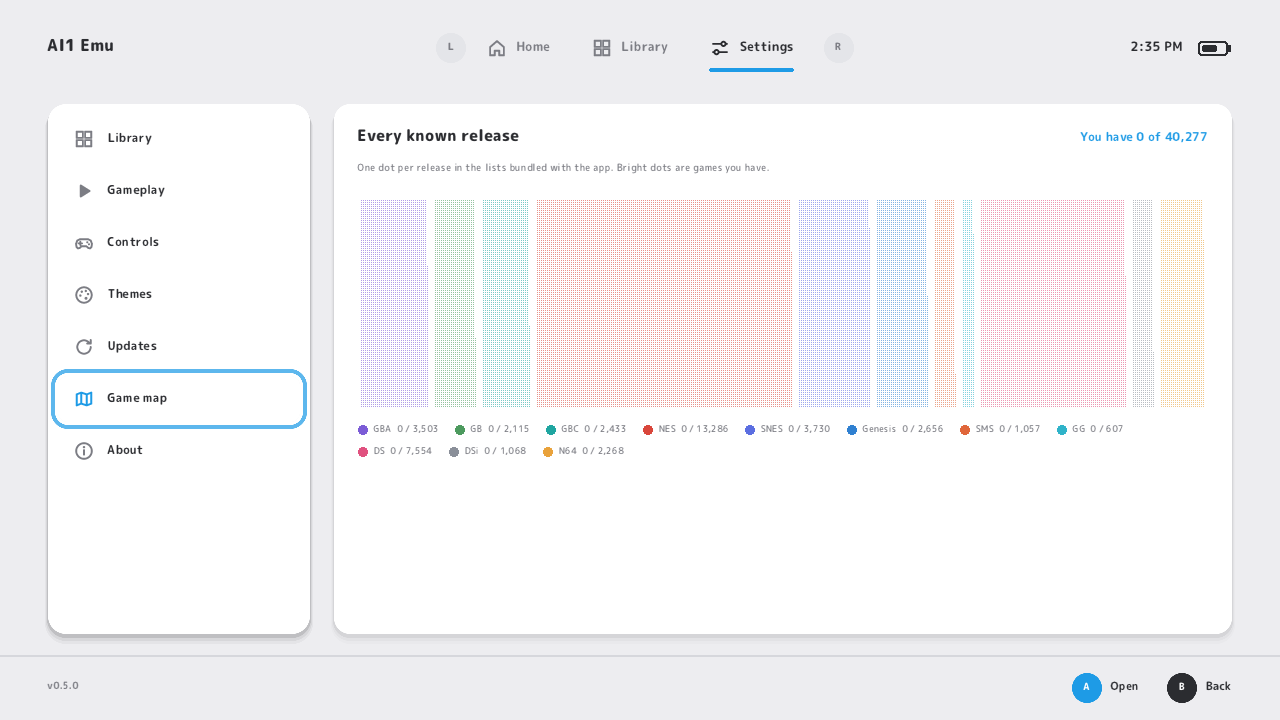 AI1 Emu
L
Home
Library
Settings
R
2:35 PM
Library
Gameplay
Controls
Themes
Updates
Game map
About
Every known release
You have 0 of 40,277
One dot per release in the lists bundled with the app. Bright dots are games you have.
GBA 0 / 3,503
GB 0 / 2,115
GBC 0 / 2,433
NES 0 / 13,286
SNES 0 / 3,730
Genesis 0 / 2,656
SMS 0 / 1,057
GG 0 / 607
DS 0 / 7,554
DSi 0 / 1,068
N64 0 / 2,268
v0.5.0
A Open
B Back